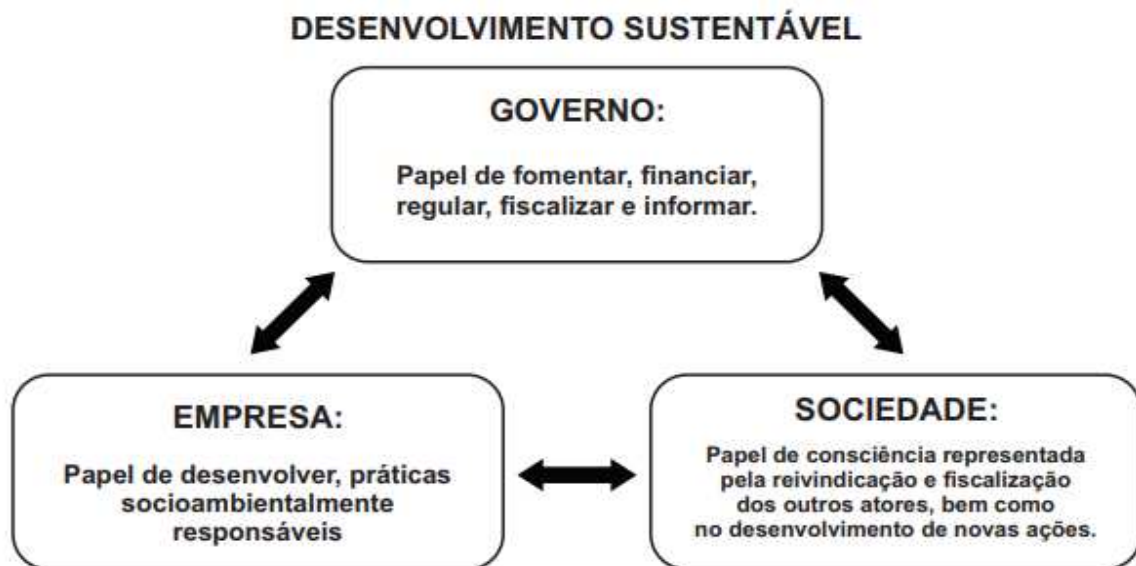 DESENVOLVIMENTO SUSTENTÁVEL
GOVERNO:
Papel de fomentar, financiar,
regular, fiscalizar e informar.
EMPRESA:
Papel de desenvolver, práticas
socioambientalmente
responsáveis
SOCIEDADE:
Papel de consciência representada
pela reivindicação e fiscalização
dos outros atores, bem como
no desenvolvimento de novas ações.